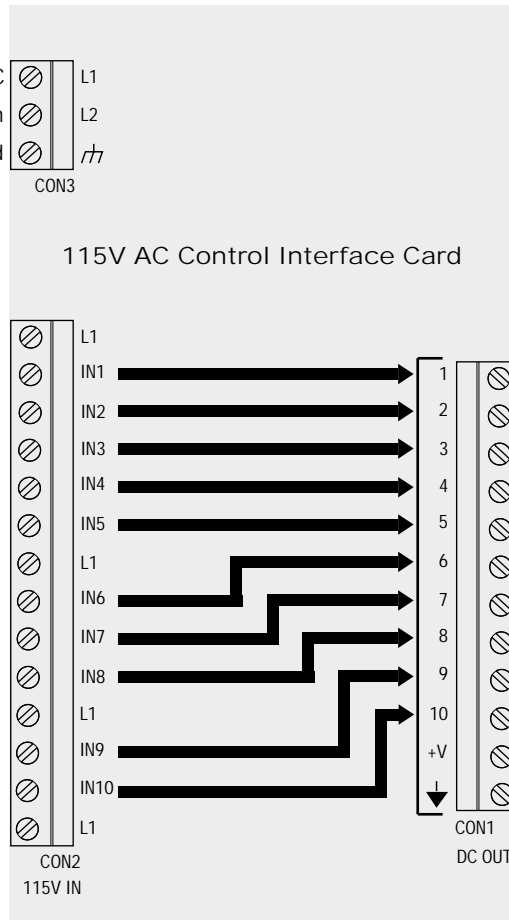 C L1
n L2
d
CON3
115V AC Control Interface Card
L1
IN1 1
IN2 2
IN3 3
IN4 4
IN5 5
L1 6
IN6 7
IN7 8
IN8 9
L1 10
IN9 +V
IN10
L1
CON1
CON2
DC OUT
115V IN